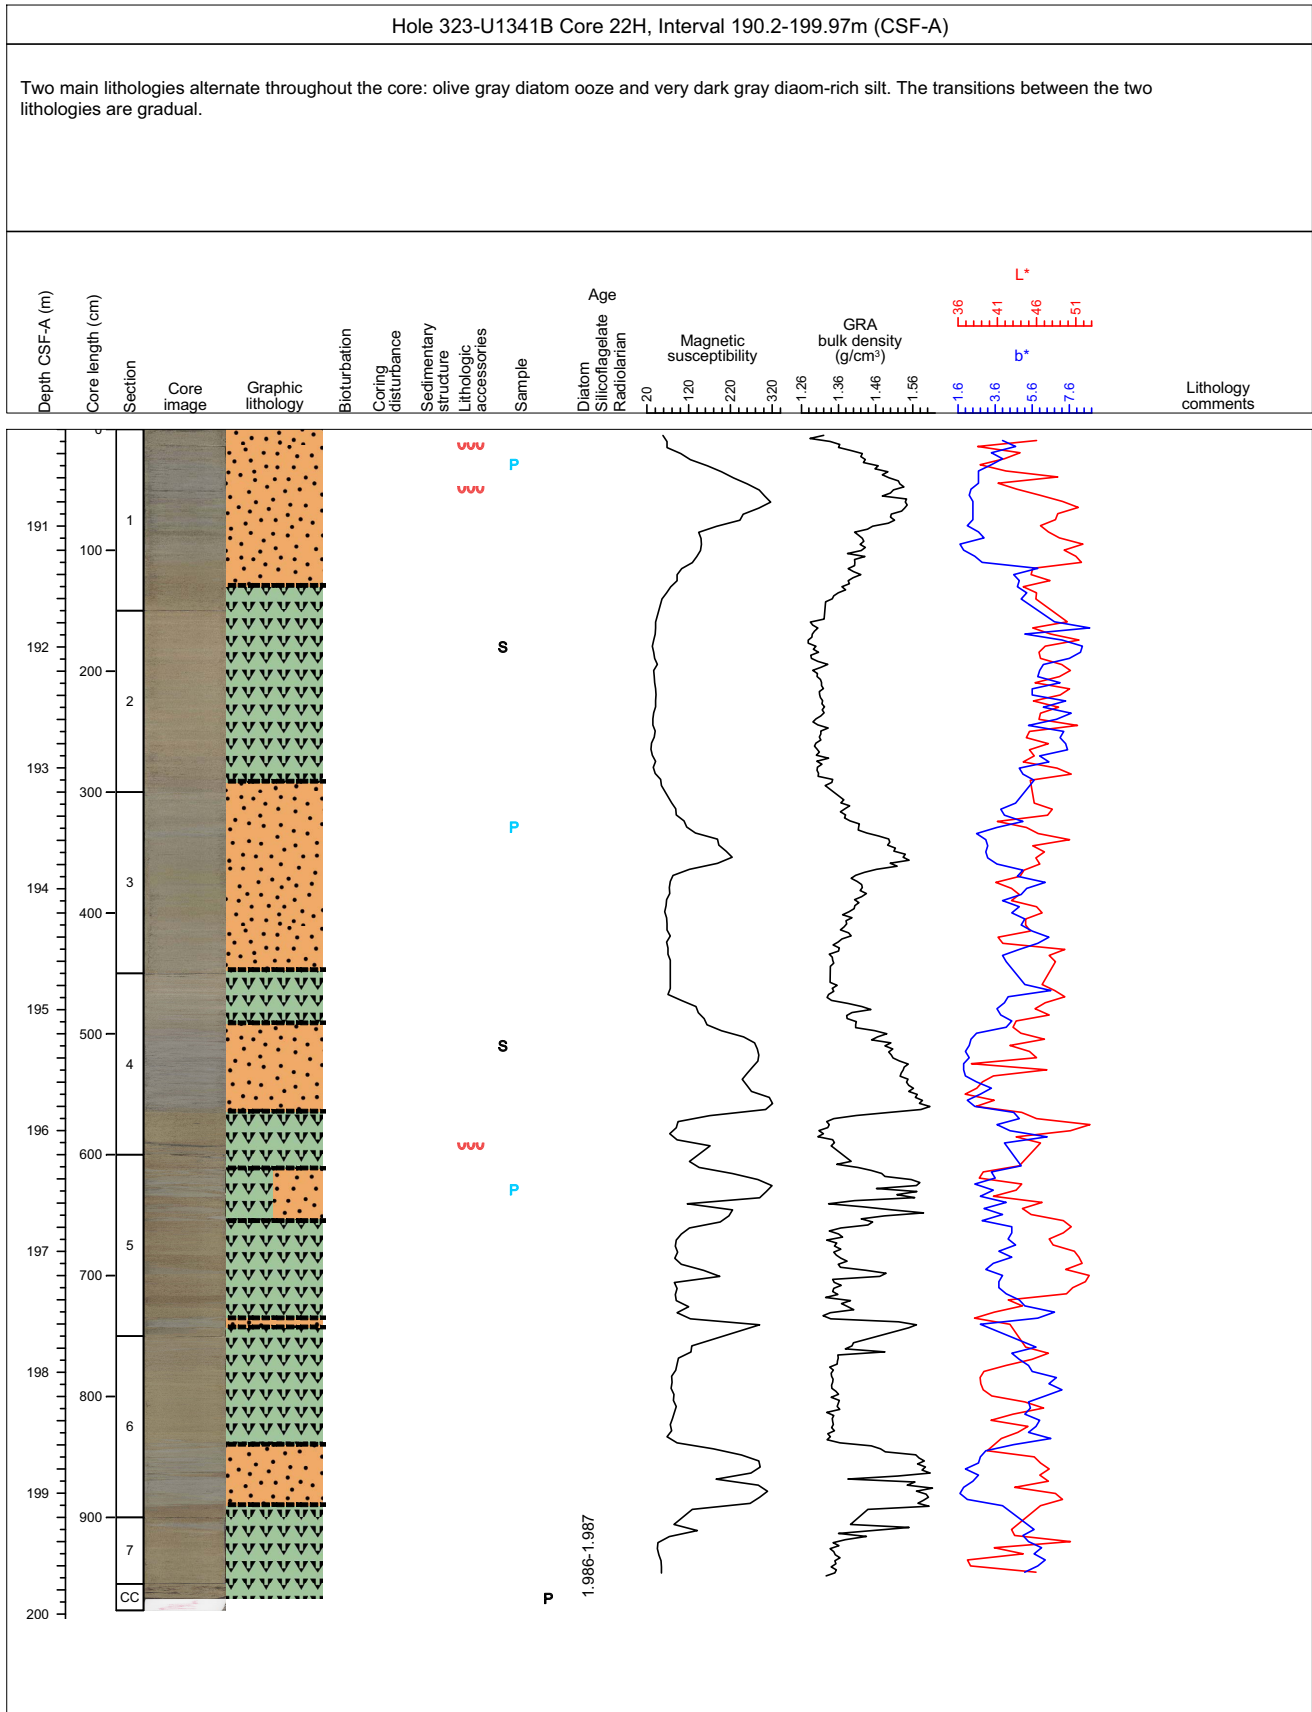 Hole 323-U1341B Core 22H, Interval 190.2-199.97m (CSF-A)
Two main lithologies alternate throughout the core: olive gray diatom ooze and very dark gray diaom-rich silt. The transitions between the two
lithologies are gradual.
Depth CSF-A (m)
Core length (cm)
Section
Core
image
Graphic
lithology
Bioturbation
Coring
disturbance
Sedimentary
structure
Lithologic
accessories
Sample
Age
Diatom
Silicoflagelate
Radiolarian
Magnetic
susceptibility
20 120 220 320
GRA
bulk density
(g/cm³)
1.26 1.36 1.46 1.56
L*
36 41 46 51
b*
1.6 3.6 5.6 7.6
Lithology
comments
0
P
1
191
100
S
192
200
2
193
300
P
3
194
400
195
500
S
4
196
600
P
5
197
700
198
800
6
199
900
7
1.986-1.987
CC
P
200